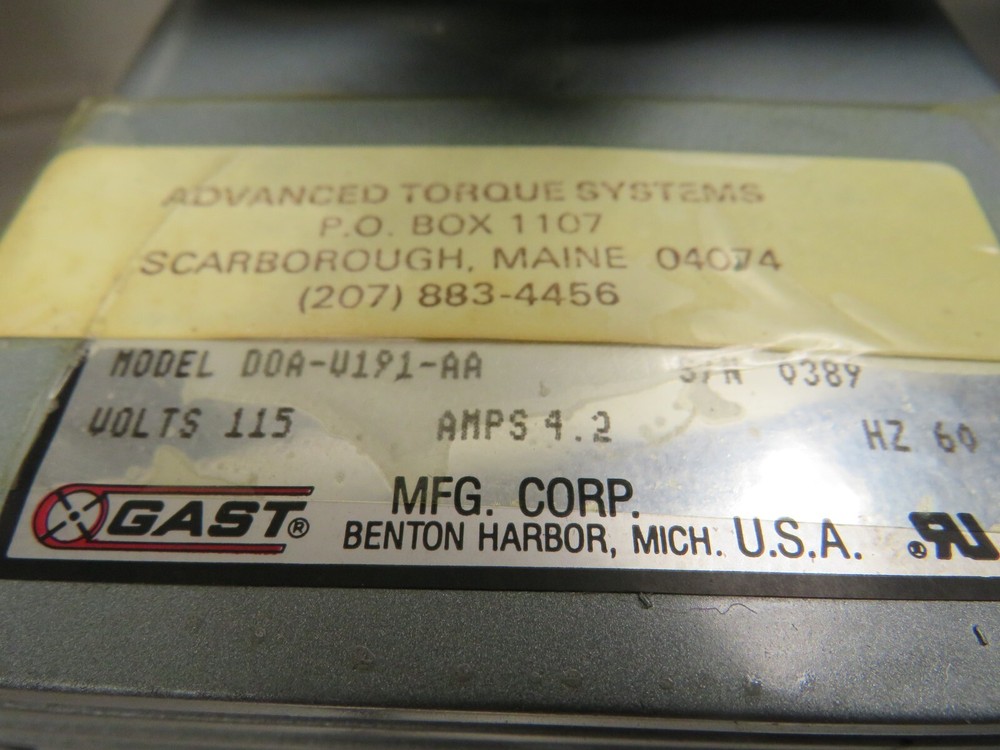 ADVANCED TORQUE SYSTEMS
P.O. BOX 1107
SCARBOROUGH, MAINE 04074
(207) 883-4456
MODEL DOA-V191-AA S/N 0389
VOLTS 115 AMPS 4.2 HZ 60
GAST® MFG. CORP.
BENTON HARBOR, MICH. U.S.A.